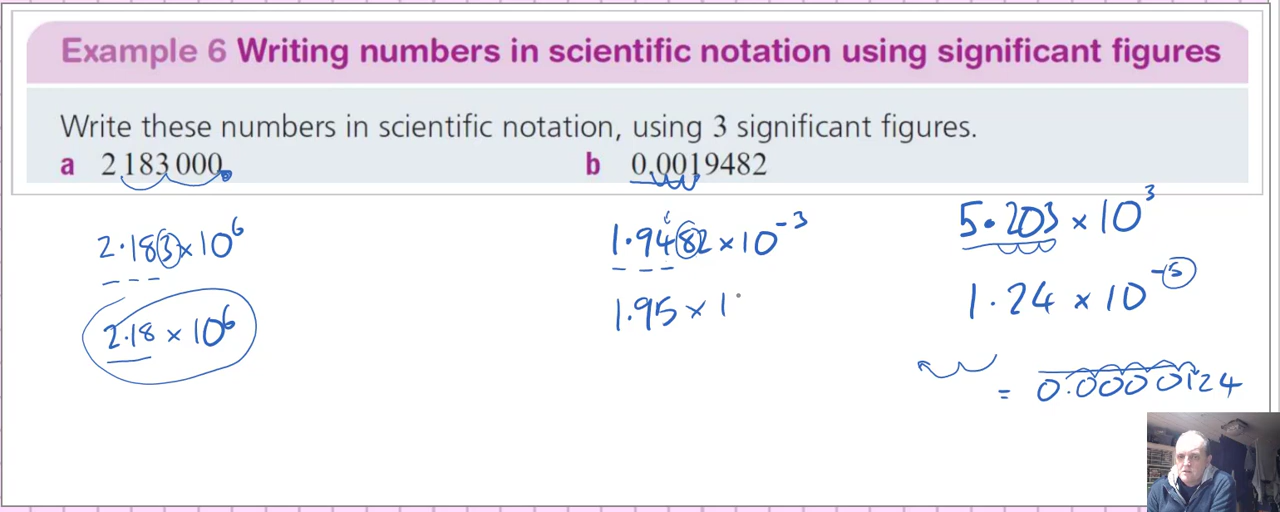 Example 6 Writing numbers in scientific notation using significant figures
Write these numbers in scientific notation, using 3 significant figures.
a 2 183 000.
b 0.0019482
2.183 × 10⁶
2.18 × 10⁶
1.9482 × 10⁻³
1.95 × 1
5.203 × 10³
1.24 × 10⁻⁵
= 0.0000124